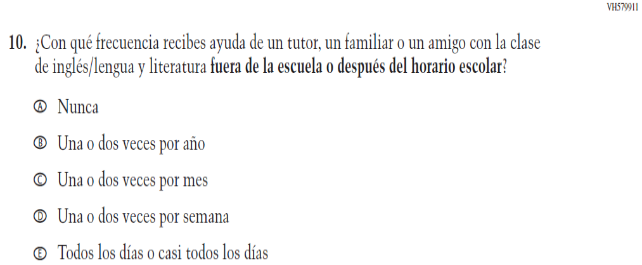 VH579911
10. ¿Con qué frecuencia recibes ayuda de un tutor, un familiar o un amigo con la clase
de inglés/lengua y literatura fuera de la escuela o después del horario escolar?
Ⓐ Nunca
Ⓑ Una o dos veces por año
Ⓒ Una o dos veces por mes
Ⓓ Una o dos veces por semana
Ⓔ Todos los días o casi todos los días